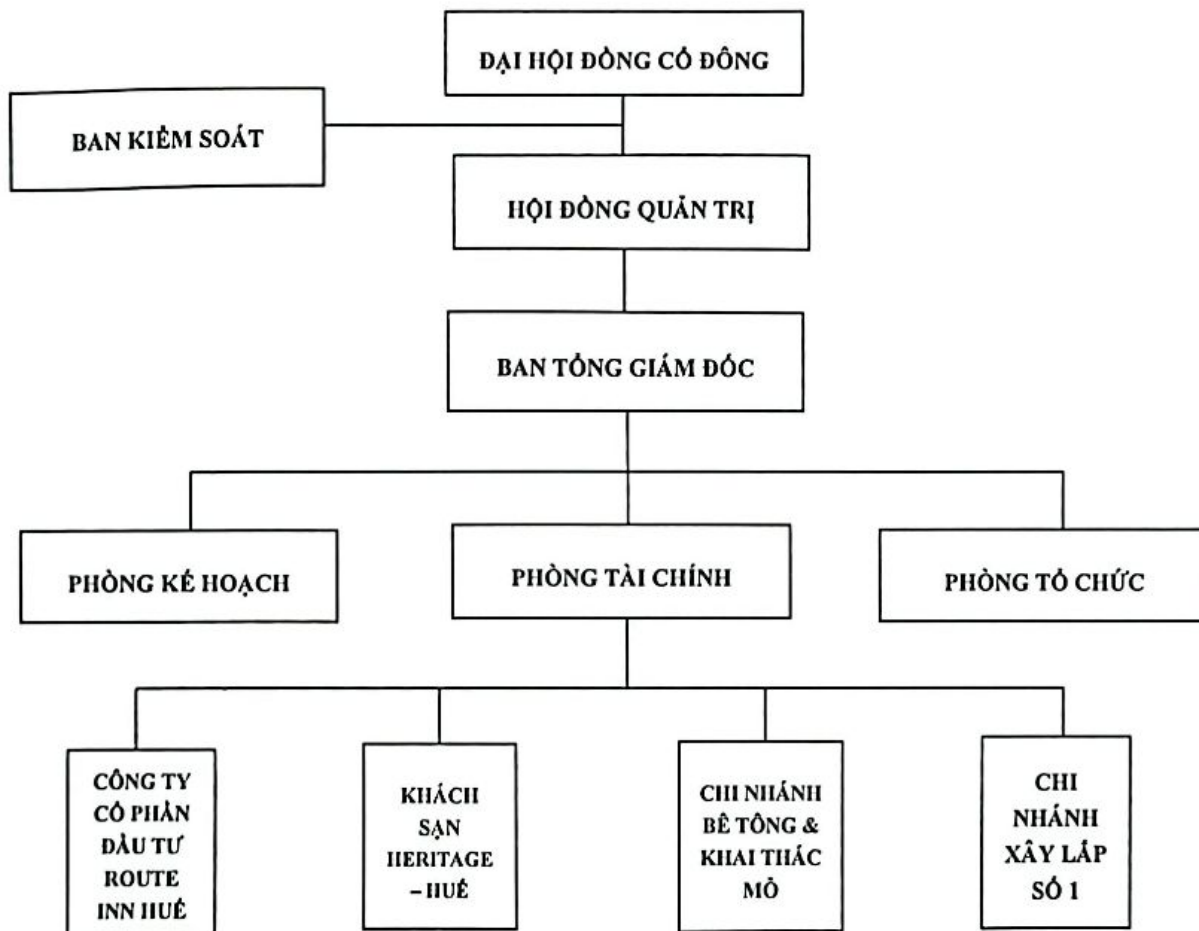 ĐẠI HỘI ĐỒNG CỔ ĐÔNG
BAN KIỂM SOÁT
HỘI ĐỒNG QUẢN TRỊ
BAN TỔNG GIÁM ĐỐC
PHÒNG KẾ HOẠCH
PHÒNG TÀI CHÍNH
PHÒNG TỔ CHỨC
CÔNG TY
CỔ PHẦN
ĐẦU TƯ
ROUTE
INN HUẾ
KHÁCH
SẠN
HERITAGE
– HUẾ
CHI NHÁNH
BÊ TÔNG &
KHAI THÁC
MỎ
CHI
NHÁNH
XÂY LẮP
SỐ 1